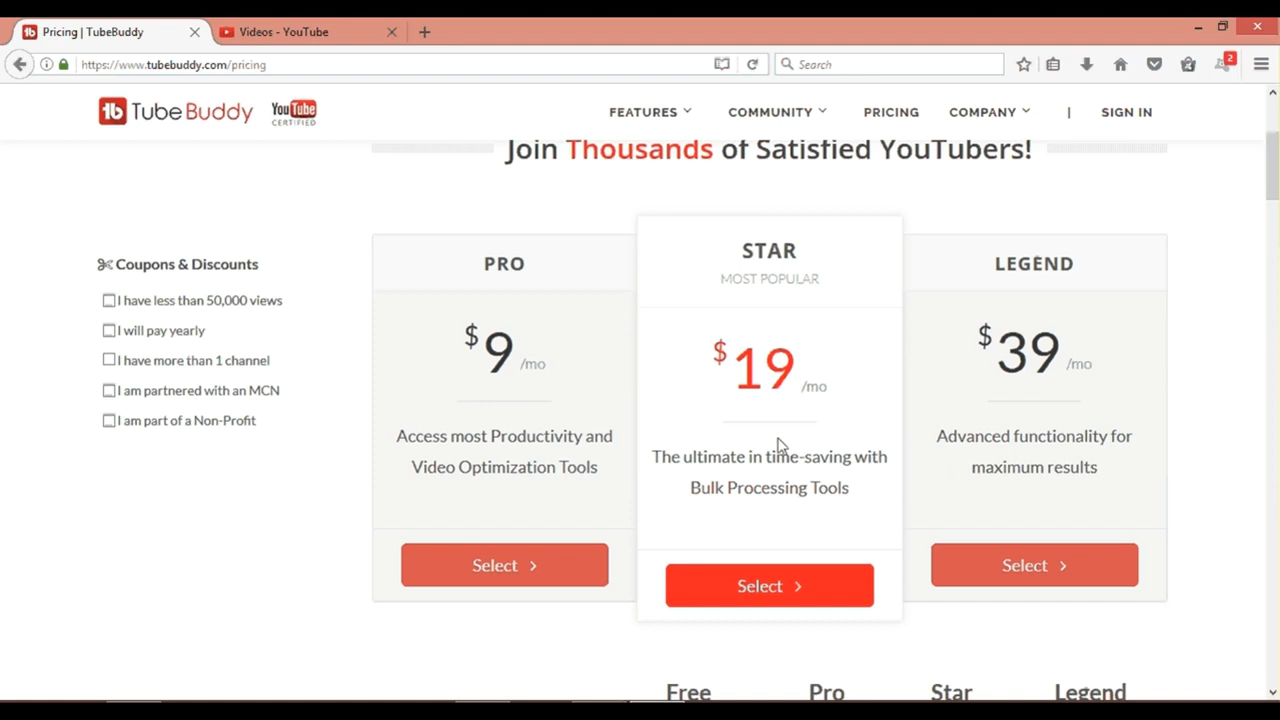 Pricing | TubeBuddy
Videos - YouTube
https://www.tubebuddy.com/pricing
Search
2
TubeBuddy
YouTube
CERTIFIED
FEATURES
COMMUNITY
PRICING
COMPANY
|
SIGN IN
Join Thousands of Satisfied YouTubers!
Coupons & Discounts
I have less than 50,000 views
I will pay yearly
I have more than 1 channel
I am partnered with an MCN
I am part of a Non-Profit
PRO
$9 /mo
Access most Productivity and
Video Optimization Tools
Select >
STAR
MOST POPULAR
$19 /mo
The ultimate in time-saving with
Bulk Processing Tools
Select >
LEGEND
$39 /mo
Advanced functionality for
maximum results
Select >
Free Pro Star Legend